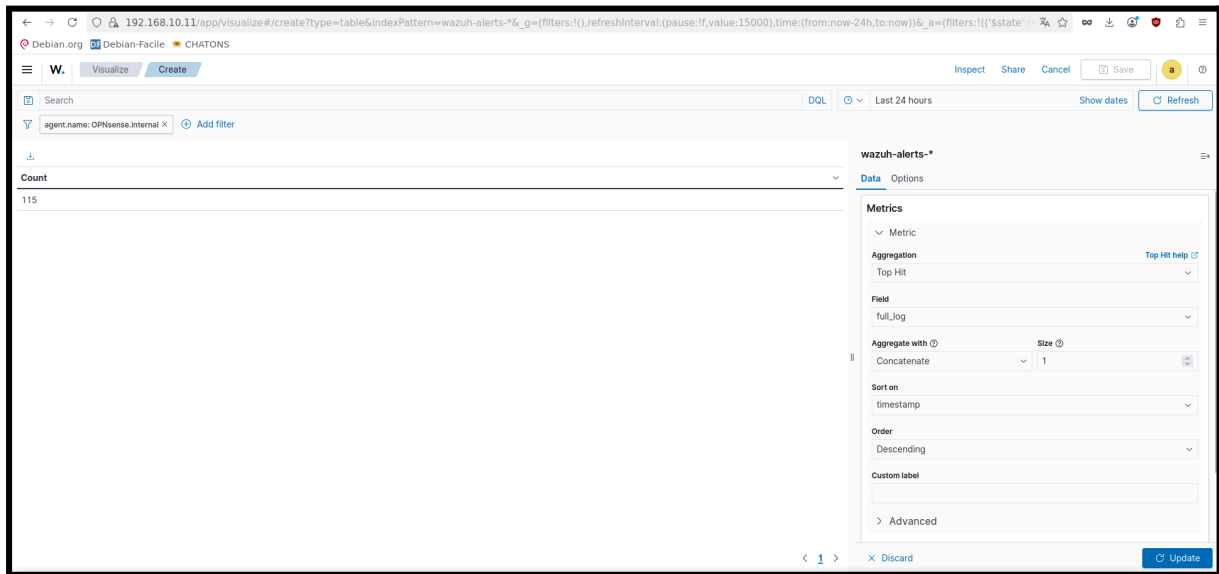 192.168.10.11/app/visualize#/create?type=table&indexPattern=wazuh-alerts-*&_g=(filters:!(),refreshInterval:(pause:!f,value:15000),time:(from:now-24h,to:now))&_a=(filters:!(('$state':(
Debian.org DF Debian-Facile CHATONS
W. Visualize Create Inspect Share Cancel Save a
Search DQL Last 24 hours Show dates Refresh
agent.name: OPNsense.internal × Add filter
wazuh-alerts-*
Count
Data Options
115
Metrics
Metric
Aggregation Top Hit help
Top Hit
Field
full_log
Aggregate with Size
Concatenate 1
Sort on
timestamp
Order
Descending
Custom label
Advanced
< 1 > × Discard Update